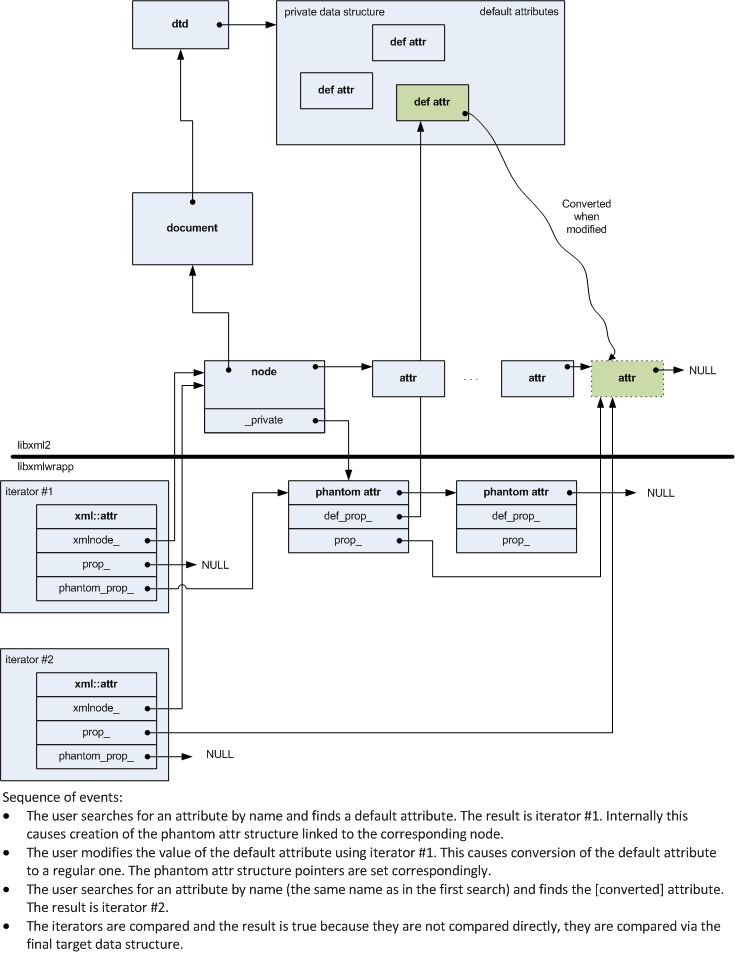 dtd
private data structure
default attributes
def attr
def attr
def attr
Converted
when
modified
document
node
attr
. . .
attr
attr
NULL
_private
libxml2
libxmlwrapp
iterator #1
xml::attr
xmlnode_
prop_
NULL
phantom_prop_
phantom attr
def_prop_
prop_
phantom attr
def_prop_
prop_
NULL
iterator #2
xml::attr
xmlnode_
prop_
phantom_prop_
NULL
Sequence of events:
• The user searches for an attribute by name and finds a default attribute. The result is iterator #1. Internally this
causes creation of the phantom attr structure linked to the corresponding node.
• The user modifies the value of the default attribute using iterator #1. This causes conversion of the default attribute
to a regular one. The phantom attr structure pointers are set correspondingly.
• The user searches for an attribute by name (the same name as in the first search) and finds the [converted] attribute.
The result is iterator #2.
• The iterators are compared and the result is true because they are not compared directly, they are compared via the
final target data structure.